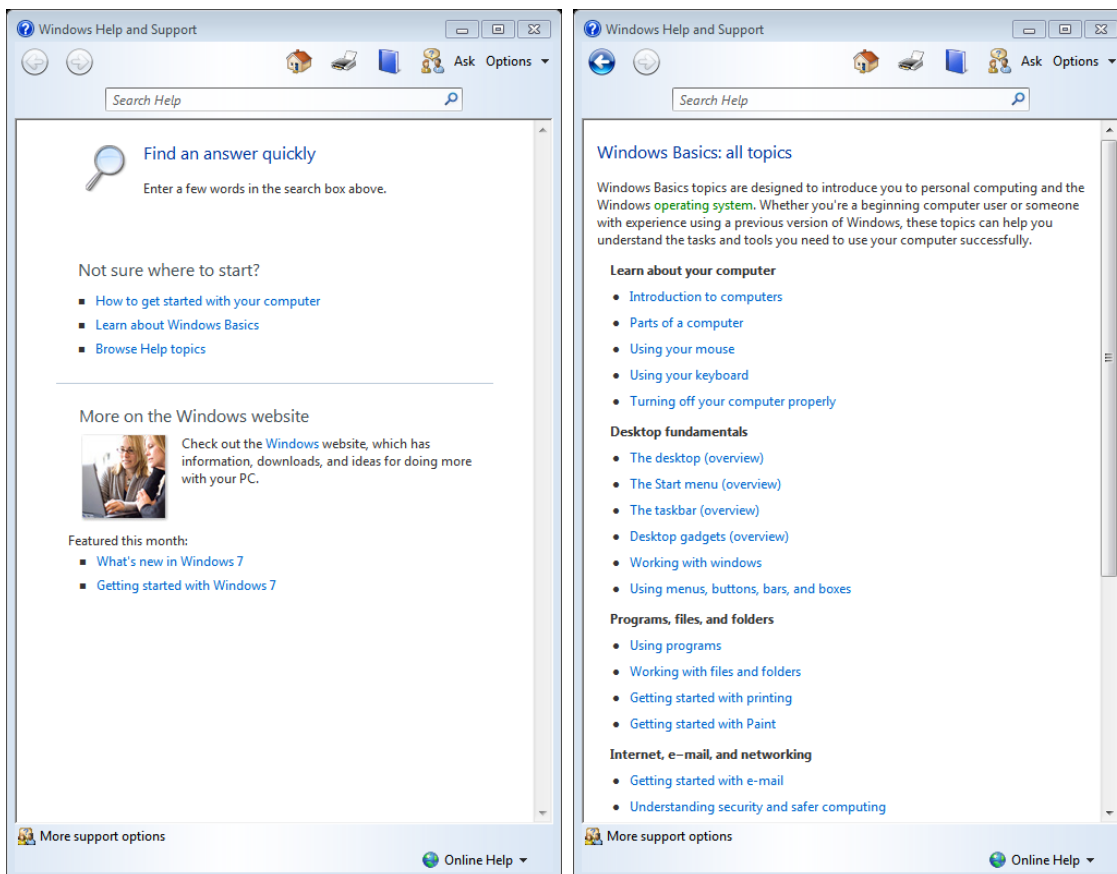 Windows Help and Support
Ask Options
Search Help
Find an answer quickly
Enter a few words in the search box above.
Not sure where to start?
How to get started with your computer
Learn about Windows Basics
Browse Help topics
More on the Windows website
Check out the Windows website, which has
information, downloads, and ideas for doing more
with your PC.
Featured this month:
What's new in Windows 7
Getting started with Windows 7
More support options
Online Help
Windows Help and Support
Ask Options
Search Help
Windows Basics: all topics
Windows Basics topics are designed to introduce you to personal computing and the
Windows operating system. Whether you're a beginning computer user or someone
with experience using a previous version of Windows, these topics can help you
understand the tasks and tools you need to use your computer successfully.
Learn about your computer
Introduction to computers
Parts of a computer
Using your mouse
Using your keyboard
Turning off your computer properly
Desktop fundamentals
The desktop (overview)
The Start menu (overview)
The taskbar (overview)
Desktop gadgets (overview)
Working with windows
Using menus, buttons, bars, and boxes
Programs, files, and folders
Using programs
Working with files and folders
Getting started with printing
Getting started with Paint
Internet, e–mail, and networking
Getting started with e-mail
Understanding security and safer computing
More support options
Online Help